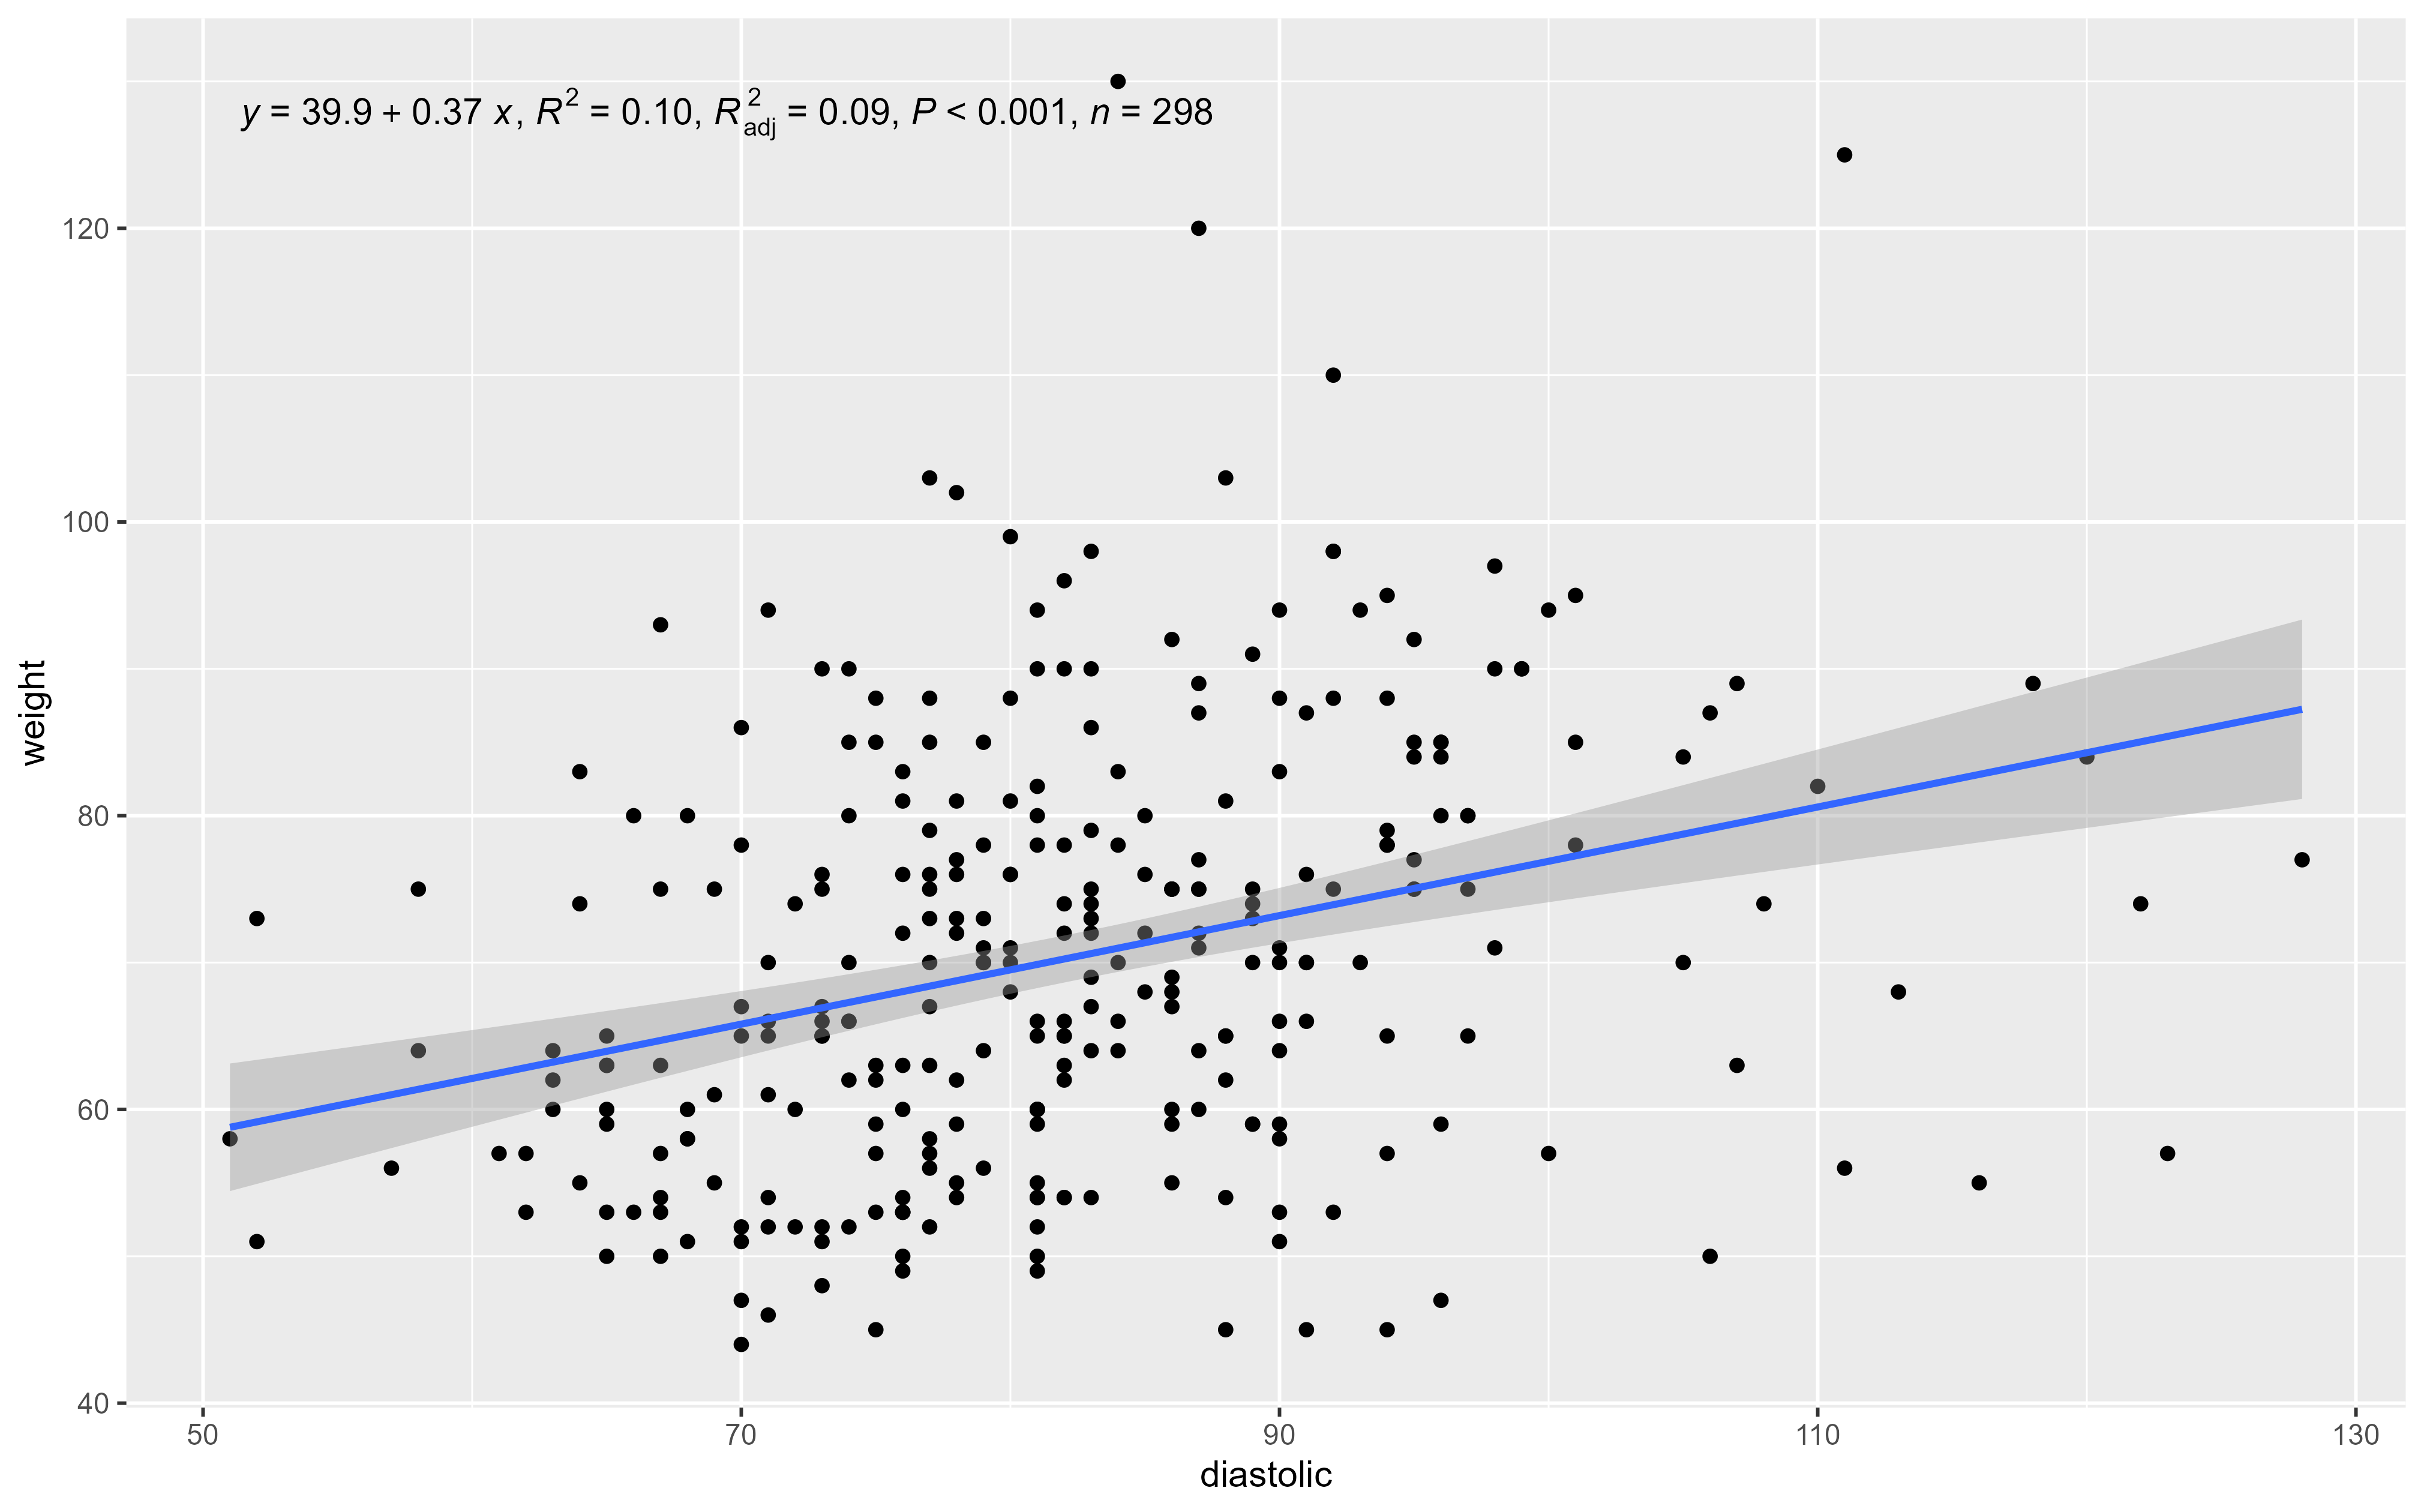 y = 39.9 + 0.37 x, R² = 0.10, R²adj = 0.09, P < 0.001, n = 298
120
100
80
60
40
weight
50 70 90 110 130
diastolic